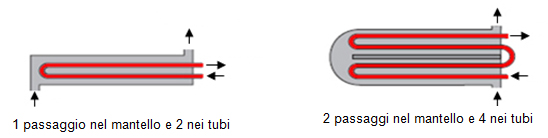 1 passaggio nel mantello e 2 nei tubi
2 passaggi nel mantello e 4 nei tubi